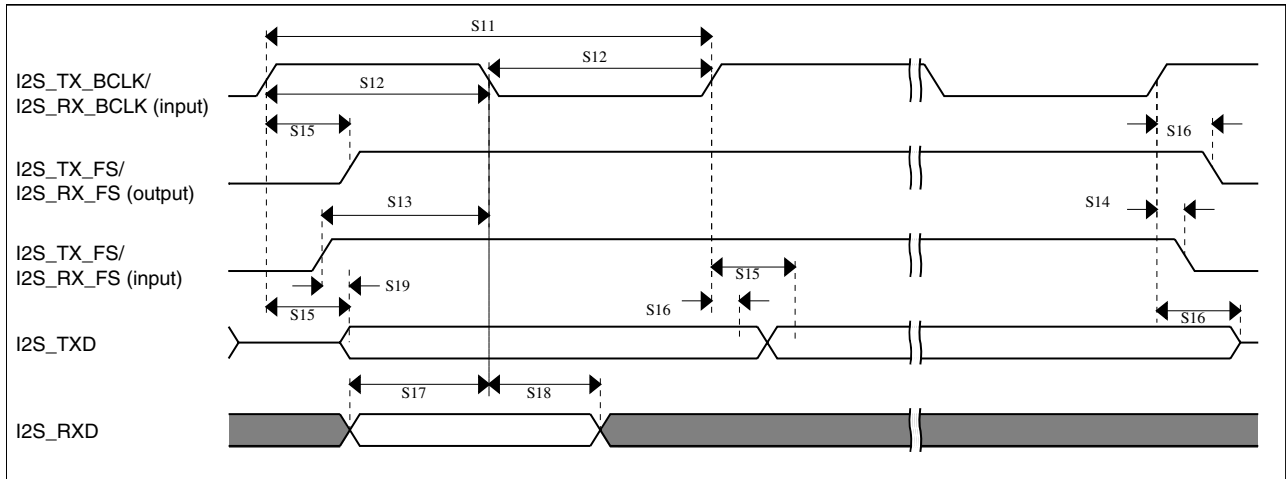 S11
I2S_TX_BCLK/
I2S_RX_BCLK (input)
S12
S12
S15
S16
I2S_TX_FS/
I2S_RX_FS (output)
S13
S14
I2S_TX_FS/
I2S_RX_FS (input)
S15
S19
S15
S16
S16
I2S_TXD
S17
S18
I2S_RXD